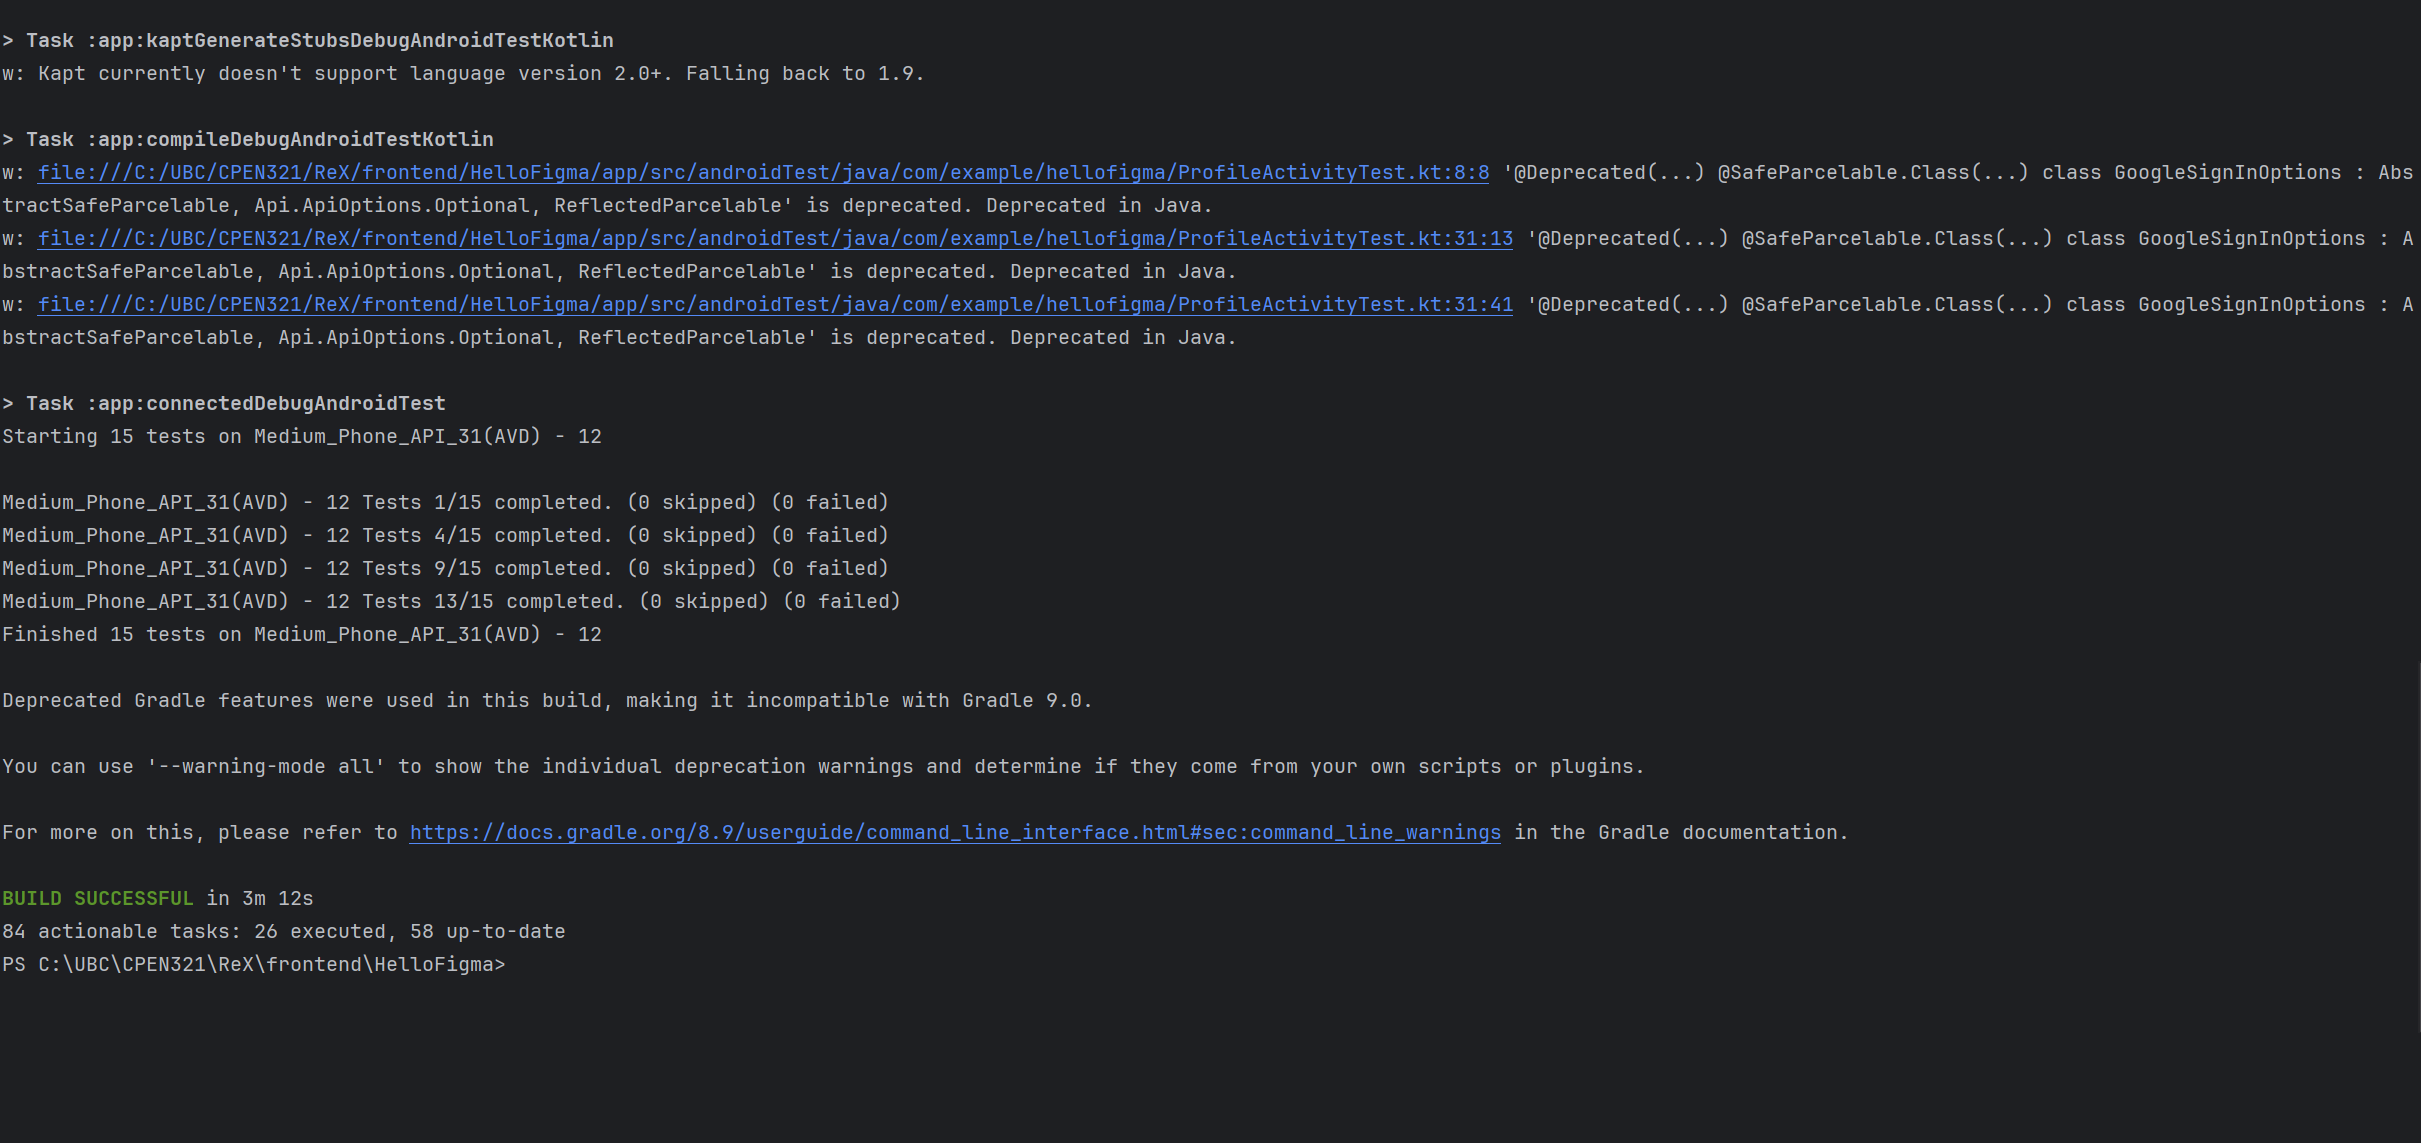 > Task :app:kaptGenerateStubsDebugAndroidTestKotlin
w: Kapt currently doesn't support language version 2.0+. Falling back to 1.9.
> Task :app:compileDebugAndroidTestKotlin
w: file:///C:/UBC/CPEN321/ReX/frontend/HelloFigma/app/src/androidTest/java/com/example/hellofigma/ProfileActivityTest.kt:8:8 '@Deprecated(...) @SafeParcelable.Class(...) class GoogleSignInOptions : Abs
tractSafeParcelable, Api.ApiOptions.Optional, ReflectedParcelable' is deprecated. Deprecated in Java.
w: file:///C:/UBC/CPEN321/ReX/frontend/HelloFigma/app/src/androidTest/java/com/example/hellofigma/ProfileActivityTest.kt:31:13 '@Deprecated(...) @SafeParcelable.Class(...) class GoogleSignInOptions : A
bstractSafeParcelable, Api.ApiOptions.Optional, ReflectedParcelable' is deprecated. Deprecated in Java.
w: file:///C:/UBC/CPEN321/ReX/frontend/HelloFigma/app/src/androidTest/java/com/example/hellofigma/ProfileActivityTest.kt:31:41 '@Deprecated(...) @SafeParcelable.Class(...) class GoogleSignInOptions : A
bstractSafeParcelable, Api.ApiOptions.Optional, ReflectedParcelable' is deprecated. Deprecated in Java.
> Task :app:connectedDebugAndroidTest
Starting 15 tests on Medium_Phone_API_31(AVD) - 12
Medium_Phone_API_31(AVD) - 12 Tests 1/15 completed. (0 skipped) (0 failed)
Medium_Phone_API_31(AVD) - 12 Tests 4/15 completed. (0 skipped) (0 failed)
Medium_Phone_API_31(AVD) - 12 Tests 9/15 completed. (0 skipped) (0 failed)
Medium_Phone_API_31(AVD) - 12 Tests 13/15 completed. (0 skipped) (0 failed)
Finished 15 tests on Medium_Phone_API_31(AVD) - 12
Deprecated Gradle features were used in this build, making it incompatible with Gradle 9.0.
You can use '--warning-mode all' to show the individual deprecation warnings and determine if they come from your own scripts or plugins.
For more on this, please refer to https://docs.gradle.org/8.9/userguide/command_line_interface.html#sec:command_line_warnings in the Gradle documentation.
BUILD SUCCESSFUL in 3m 12s
84 actionable tasks: 26 executed, 58 up-to-date
PS C:\UBC\CPEN321\ReX\frontend\HelloFigma>